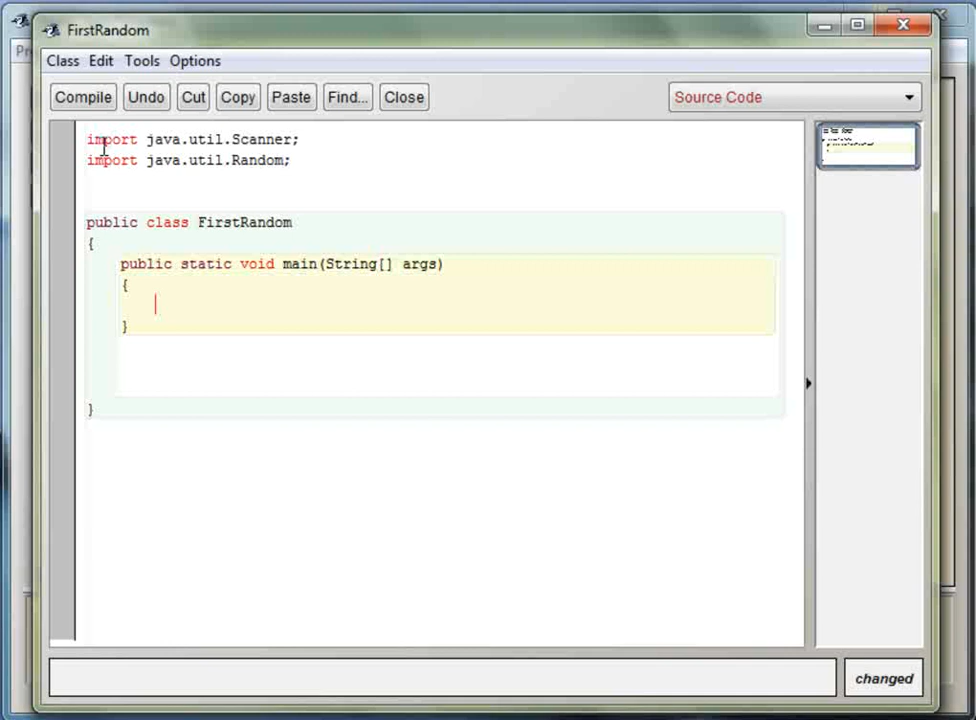 FirstRandom
Class Edit Tools Options
Compile Undo Cut Copy Paste Find... Close Source Code
import java.util.Scanner;
import java.util.Random;
public class FirstRandom
{
public static void main(String[] args)
{
}
}
changed